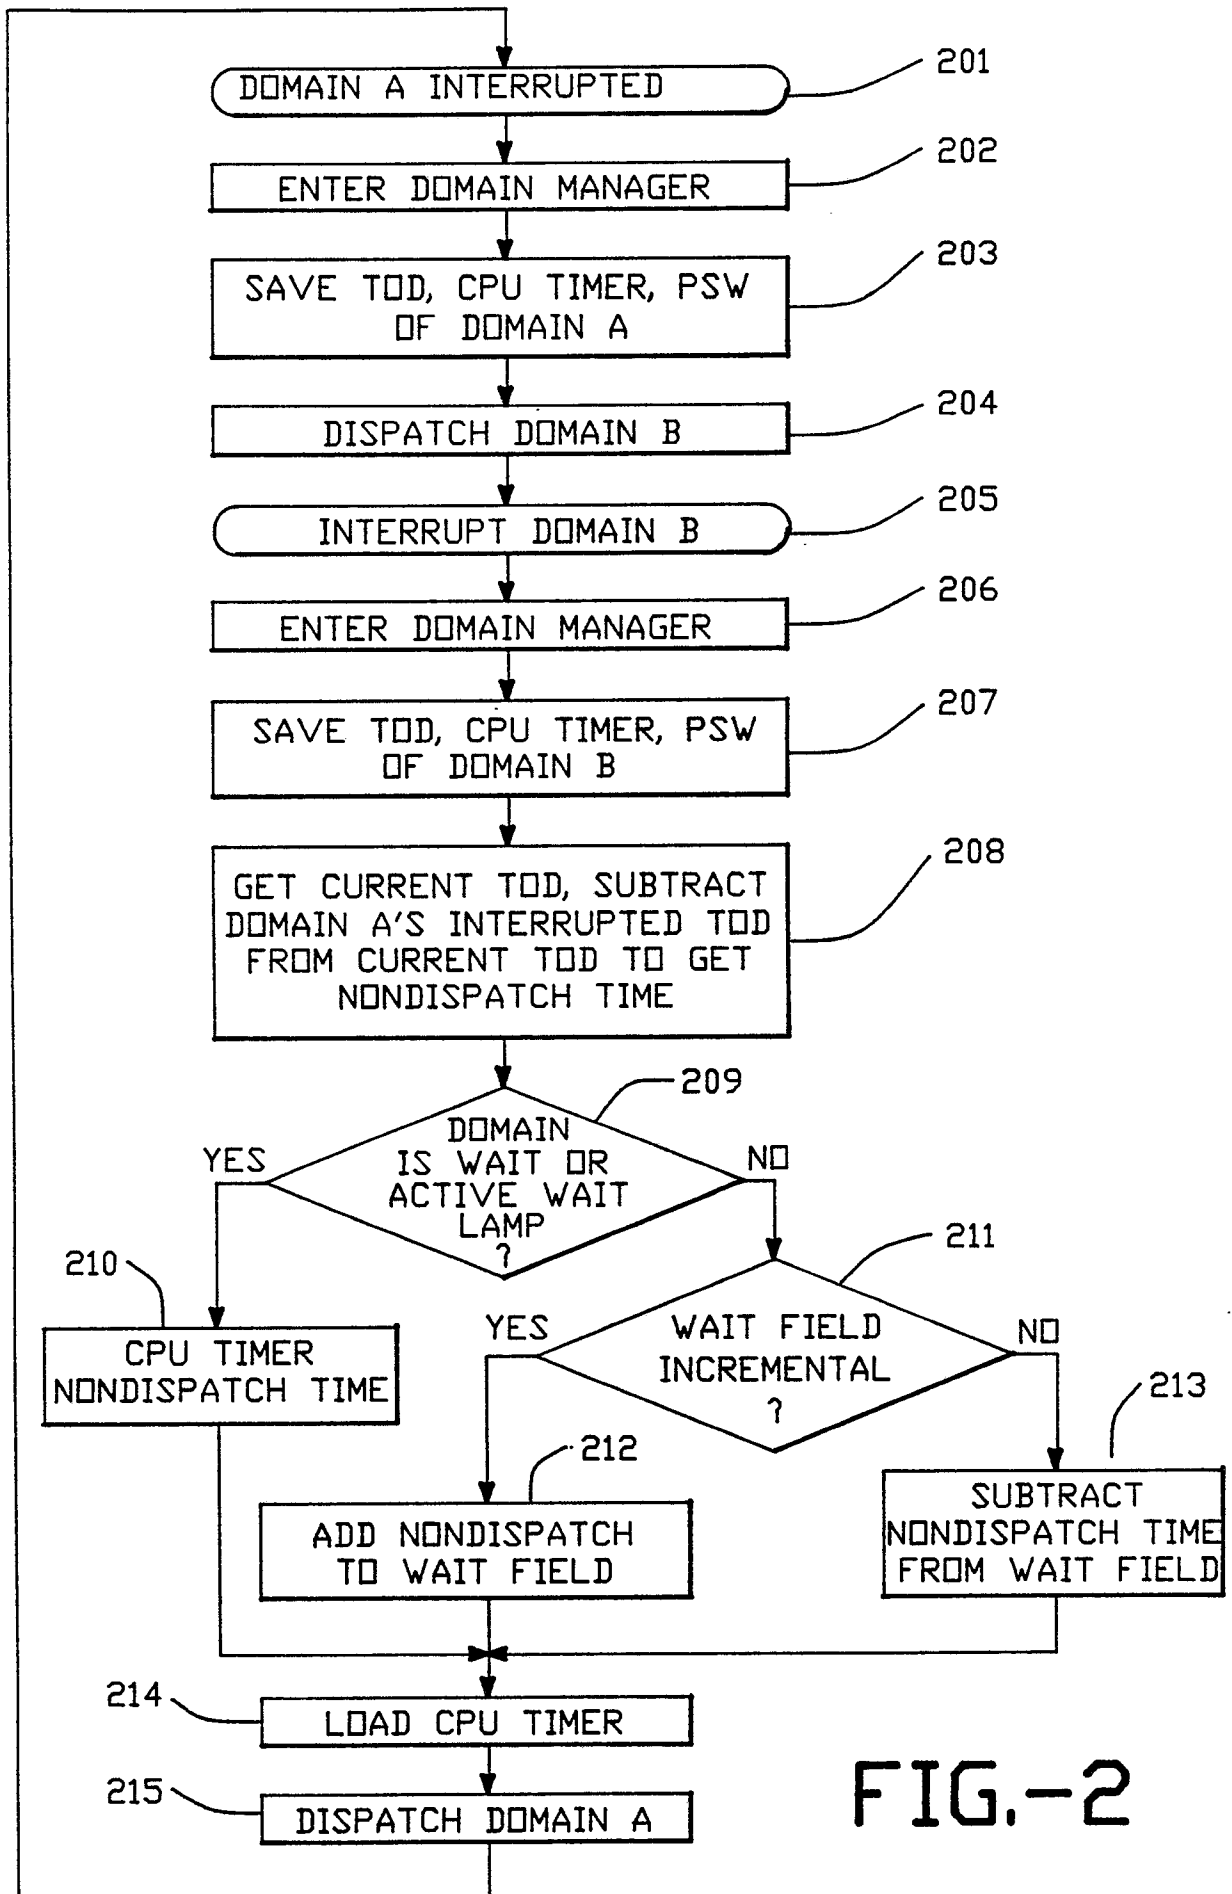 201
DOMAIN A INTERRUPTED
202
ENTER DOMAIN MANAGER
203
SAVE TOD, CPU TIMER, PSW
OF DOMAIN A
204
DISPATCH DOMAIN B
205
INTERRUPT DOMAIN B
206
ENTER DOMAIN MANAGER
207
SAVE TOD, CPU TIMER, PSW
OF DOMAIN B
208
GET CURRENT TOD, SUBTRACT
DOMAIN A'S INTERRUPTED TOD
FROM CURRENT TOD TO GET
NONDISPATCH TIME
209
DOMAIN
IS WAIT OR
ACTIVE WAIT
LAMP
?
YES
NO
210
CPU TIMER
NONDISPATCH TIME
211
WAIT FIELD
INCREMENTAL
?
YES
NO
212
ADD NONDISPATCH
TO WAIT FIELD
213
SUBTRACT
NONDISPATCH TIME
FROM WAIT FIELD
214
LOAD CPU TIMER
215
DISPATCH DOMAIN A
FIG.-2